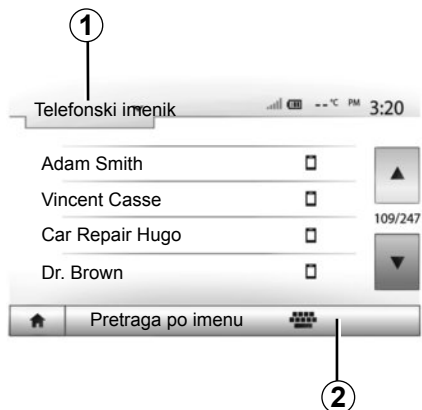 1
Telefonski imenik --°C PM 3:20
Adam Smith
Vincent Casse
109/247
Car Repair Hugo
Dr. Brown
Pretraga po imenu
2